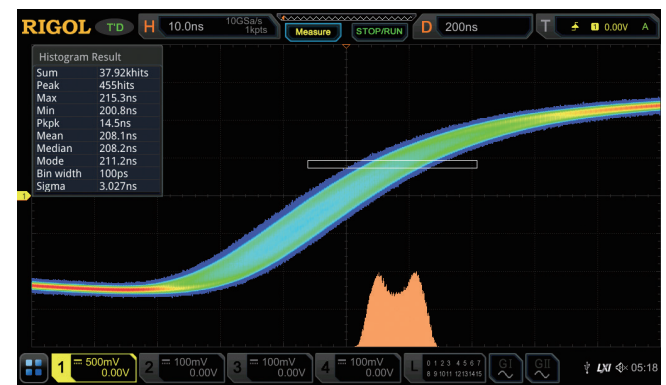 RIGOL T'D H 10.0ns 10GSa/s 1kpts Measure STOP/RUN D 200ns T 1 0.00V A
Histogram Result
Sum 37.92khits
Peak 455hits
Max 215.3ns
Min 200.8ns
Pkpk 14.5ns
Mean 208.1ns
Median 208.2ns
Mode 211.2ns
Bin width 100ps
Sigma 3.027ns
1
1 500mV 0.00V 2 100mV 0.00V 3 100mV 0.00V 4 100mV 0.00V L 0 1 2 3 4 5 6 7 8 9 10 11 12 13 14 15 GI GII LXI 05:18